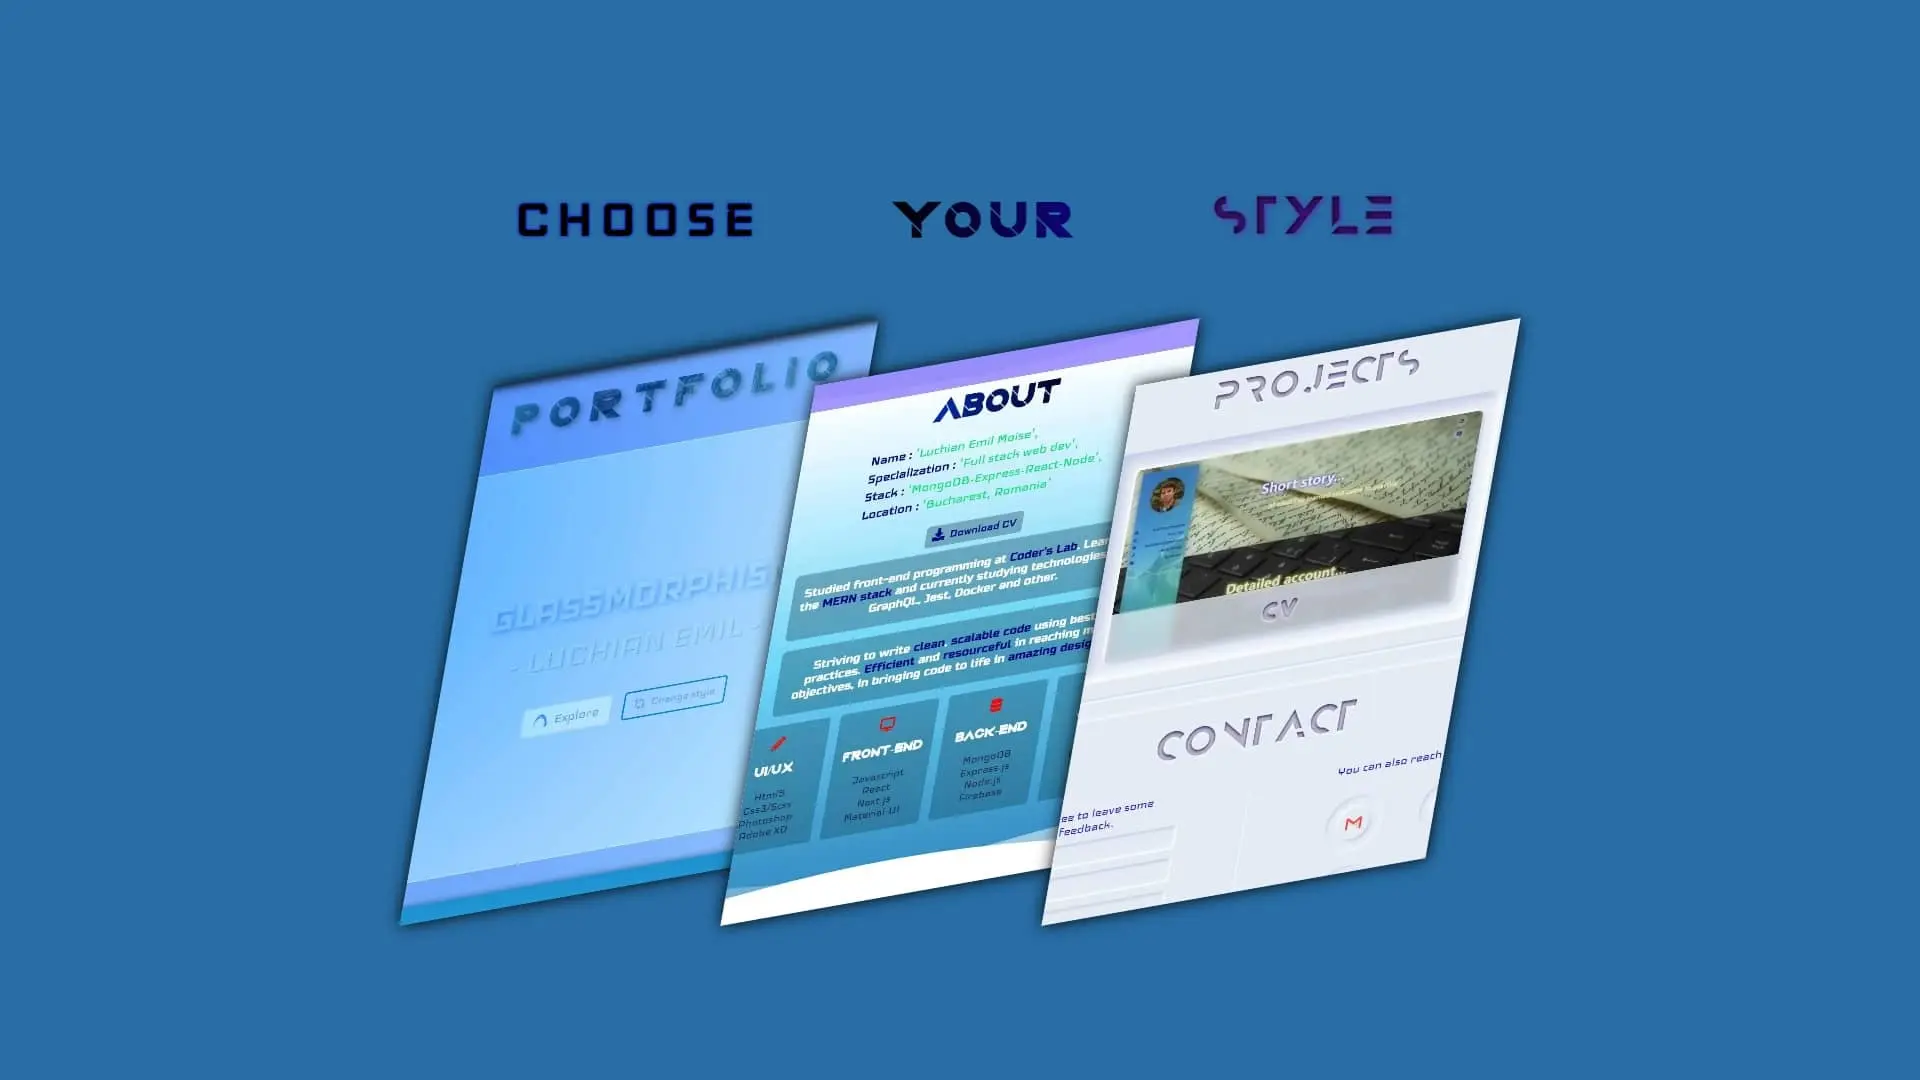 CHOOSE YOUR STYLE
PORTFOLIO
GLASSMORPHIS
- LUCHIAN EMIL -
Explore
Change style
ABOUT
Name : 'Luchian Emil Moise',
Specialization : 'Full stack web dev',
Stack : 'MongoDB-Express-React-Node',
Location : 'Bucharest, Romania'
Download CV
Studied front-end programming at Coder's Lab. Lea
the MERN stack and currently studying technologies
GraphQL, Jest, Docker and other.
Striving to write clean, scalable code using best
practices. Efficient and resourceful in reaching m
objectives, in bringing code to life in amazing desig
UI/UX
Html5
Css3/Scss
Photoshop
Adobe XD
FRONT-END
Javascript
React
Next.js
Material-UI
BACK-END
MongoDB
Express.js
Node.js
Firebase
PROJECTS
Short story...
Detailed account...
CV
CONTACT
You can also reach
ee to leave some
feedback.